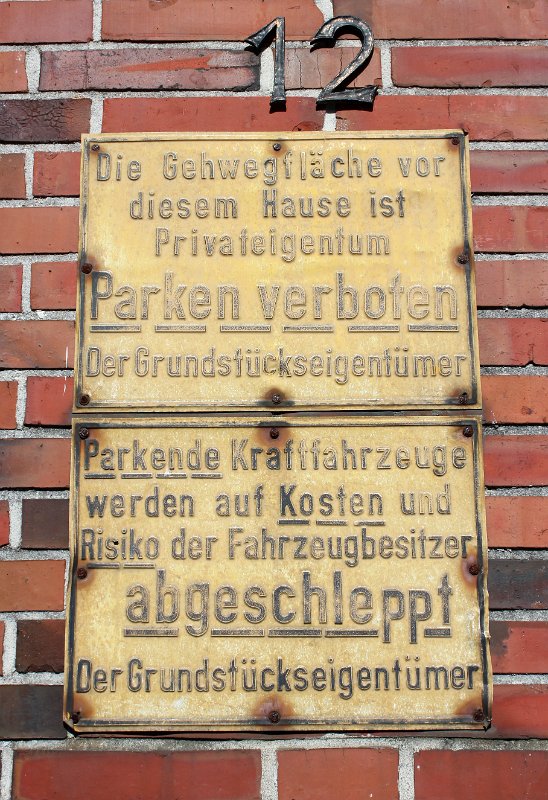 12
Die Gehwegfläche vor
diesem Hause ist
Privateigentum
Parken verboten
Der Grundstückseigentümer
Parkende Kraftfahrzeuge
werden auf Kosten und
Risiko der Fahrzeugbesitzer
abgeschleppt
Der Grundstückseigentümer